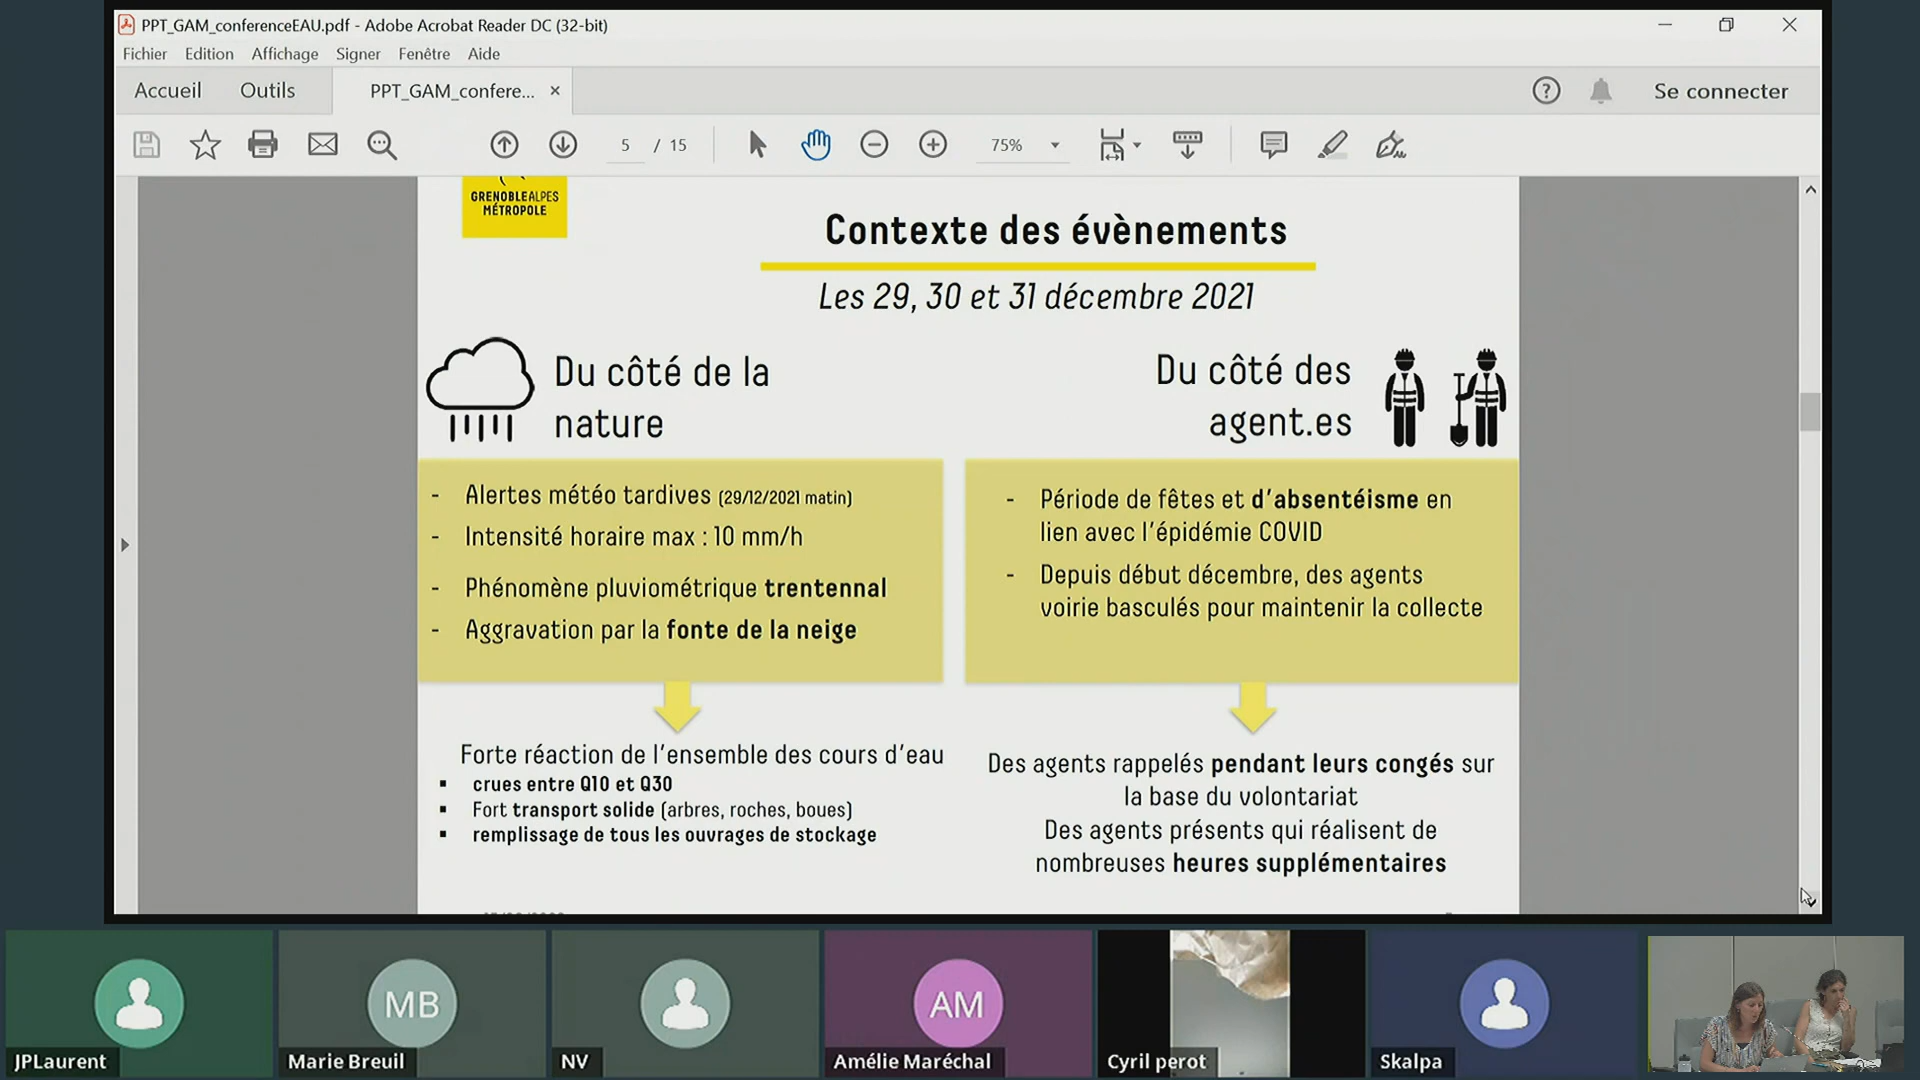 PPT_GAM_conferenceEAU.pdf - Adobe Acrobat Reader DC (32-bit)
Fichier Edition Affichage Signer Fenêtre Aide
Accueil Outils PPT_GAM_confere... × Se connecter
5 / 15 75%
GRENOBLEALPES
MÉTROPOLE
Contexte des évènements
Les 29, 30 et 31 décembre 2021
Du côté de la
nature
- Alertes météo tardives (29/12/2021 matin)
- Intensité horaire max : 10 mm/h
- Phénomène pluviométrique trentennal
- Aggravation par la fonte de la neige
Forte réaction de l'ensemble des cours d'eau
▪ crues entre Q10 et Q30
▪ Fort transport solide (arbres, roches, boues)
▪ remplissage de tous les ouvrages de stockage
Du côté des
agent.es
- Période de fêtes et d'absentéisme en
lien avec l'épidémie COVID
- Depuis début décembre, des agents
voirie basculés pour maintenir la collecte
Des agents rappelés pendant leurs congés sur
la base du volontariat
Des agents présents qui réalisent de
nombreuses heures supplémentaires
JPLaurent
MB
Marie Breuil
NV
AM
Amélie Maréchal
Cyril perot
Skalpa